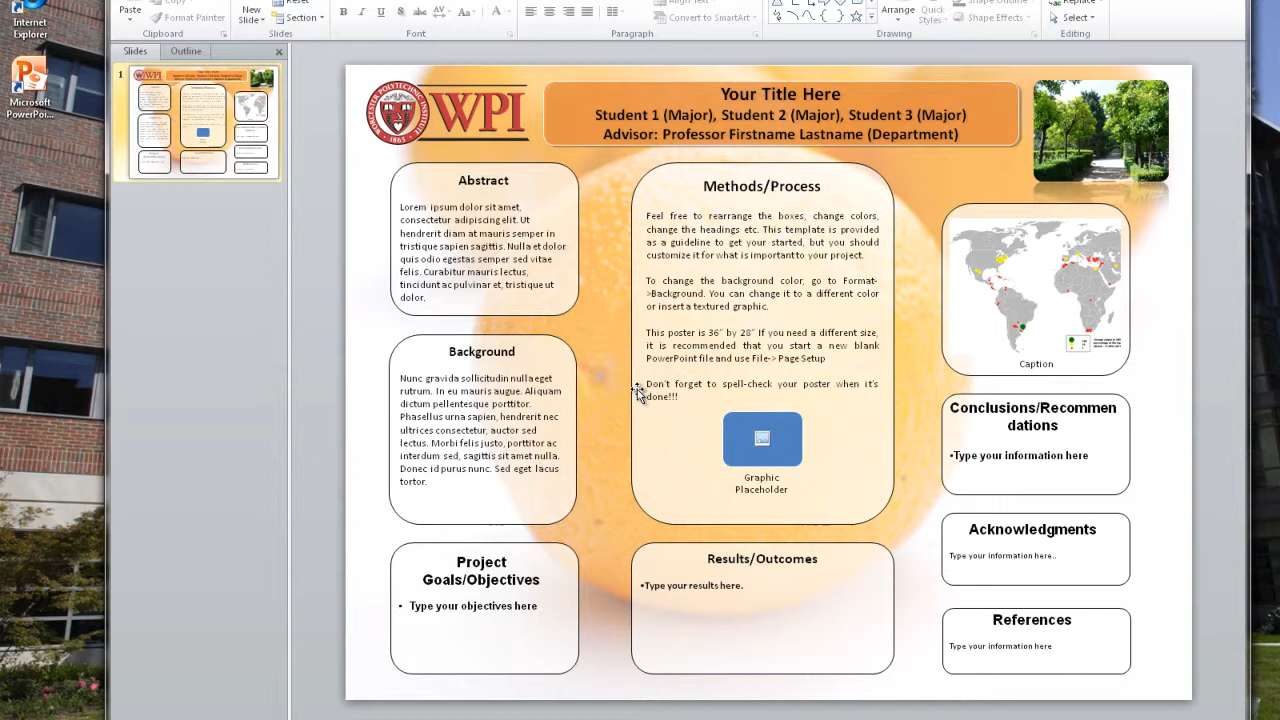 Internet
Explorer
Microsoft
PowerPoi...
Paste
Format Painter
Clipboard
New
Slide
Section
Slides
B I U S abc AV Aa A
Font
Paragraph
Convert to SmartArt
Arrange
Quick
Styles
Shape Effects
Drawing
Replace
Select
Editing
Slides
Outline
1
WORCESTER POLYTECHNIC INSTITUTE
1865
WPI
Your Title Here
Student 1 (Major), Student 2 (Major), Student 3 (Major)
Advisor: Professor Firstname Lastname (Department)
Abstract
Lorem ipsum dolor sit amet,
consectetur adipiscing elit. Ut
hendrerit diam at mauris semper in
tristique sapien sagittis. Nulla et dolor
quis odio egestas semper sed vitae
felis. Curabitur mauris lectus,
tincidunt ac pulvinar et, tristique ut
dolor.
Background
Nunc gravida sollicitudin nulla eget
rutrum. In eu mauris augue. Aliquam
dictum pellentesque porttitor.
Phasellus urna sapien, hendrerit nec
ultrices consectetur, auctor sed
lectus. Morbi felis justo, porttitor ac
interdum sed, sagittis sit amet nulla.
Donec id purus nunc. Sed eget lacus
tortor.
Project
Goals/Objectives
• Type your objectives here
Methods/Process
Feel free to rearrange the boxes, change colors,
change the headings etc. This template is provided
as a guideline to get your started, but you should
customize it for what is important to your project.
To change the background color, go to Format-
>Background. You can change it to a different color
or insert a textured graphic.
This poster is 36” by 28” If you need a different size,
it is recommended that you start a new blank
PowerPoint file and use File-> Page Setup
Don’t forget to spell-check your poster when it’s
done!!!
Graphic
Placeholder
Results/Outcomes
•Type your results here.
Caption
Conclusions/Recommen
dations
•Type your information here
Acknowledgments
Type your information here..
References
Type your information here